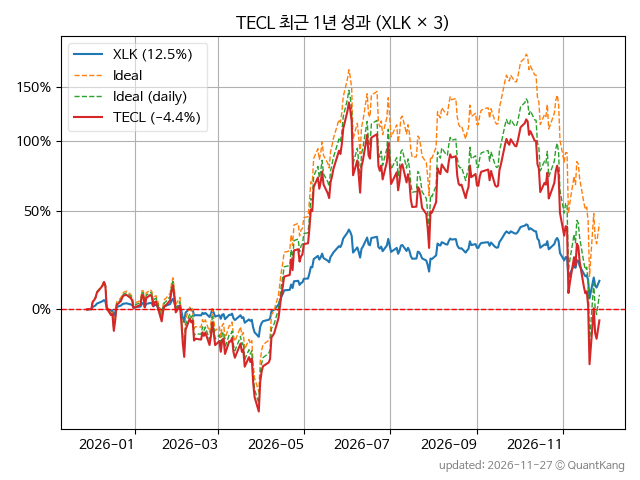 TECL 최근 1년 성과 (XLK × 3)
XLK (12.5%)
Ideal
Ideal (daily)
TECL (−4.4%)
150%
100%
50%
0%
2026-01 2026-03 2026-05 2026-07 2026-09 2026-11
updated: 2026-11-27 © QuantKang